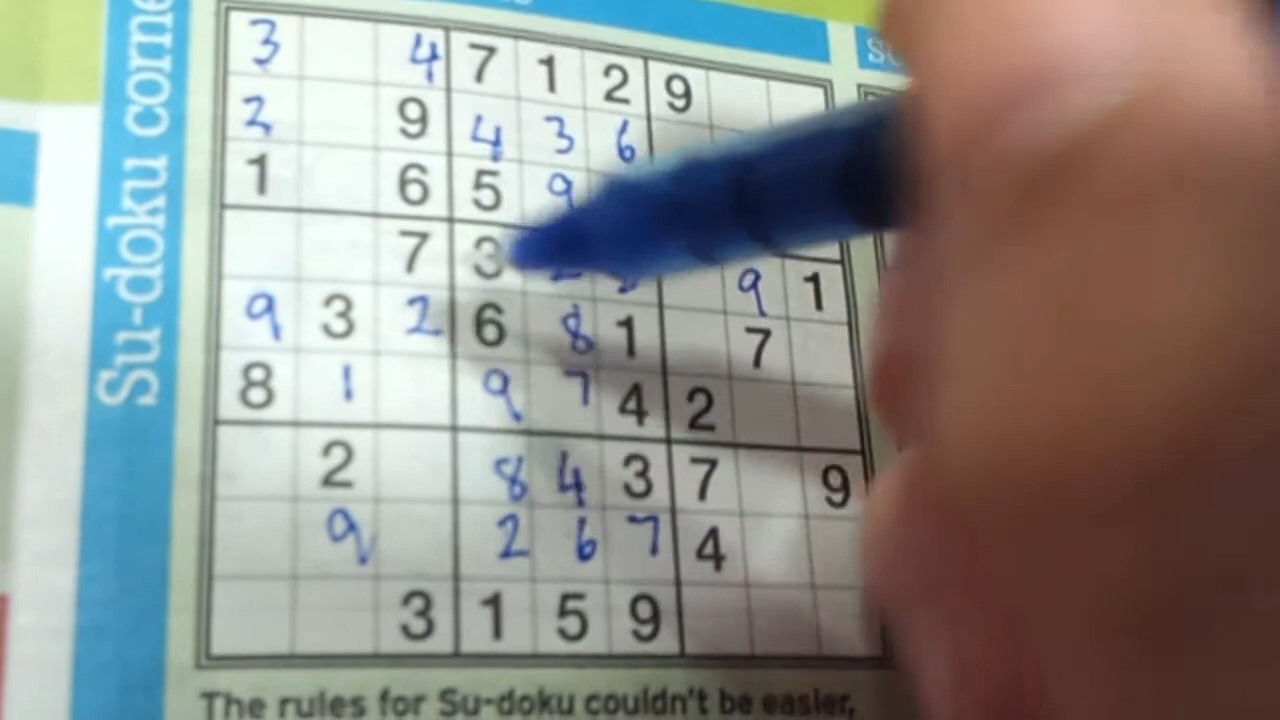 Su-doku corne
3 4 7 1 2 9
2 9 4 3 6
1 6 5 9
7 3
9 1
9 3 2 6 8 1 7
8 1 9 7 4 2
2 8 4 3 7 9
9 2 6 7 4
3 1 5 9
The rules for Su-doku couldn't be easier,